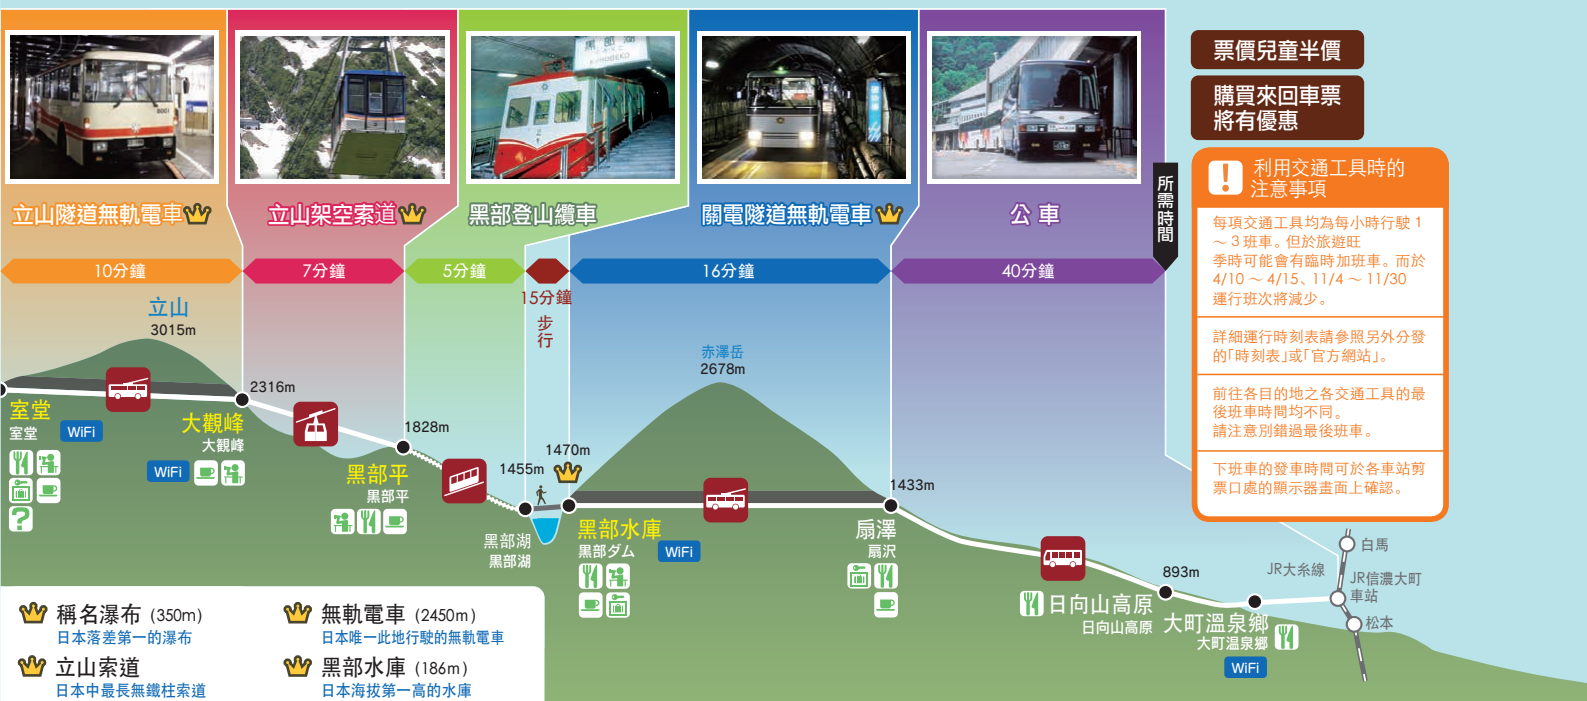 立山隧道無軌電車
立山架空索道
黑部登山纜車
關電隧道無軌電車
公車
所需時間
10分鐘
7分鐘
5分鐘
15分鐘
步行
16分鐘
40分鐘
立山
3015m
赤澤岳
2678m
2316m
1828m
1455m
1470m
1433m
893m
室堂
室堂
WiFi
大觀峰
大観峰
WiFi
黑部平
黒部平
黑部湖
黒部湖
黑部水庫
黒部ダム
WiFi
扇澤
扇沢
日向山高原
日向山高原
大町溫泉鄉
大町温泉郷
WiFi
白馬
JR大糸線
JR信濃大町
車站
松本
稱名瀑布 (350m)
日本落差第一的瀑布
無軌電車 (2450m)
日本唯一此地行駛的無軌電車
立山索道
日本中最長無鐵柱索道
黑部水庫 (186m)
日本海拔第一高的水庫
票價兒童半價
購買來回車票
將有優惠
利用交通工具時的
注意事項
每項交通工具均為每小時行駛 1
～ 3 班車。但於旅遊旺
季時可能會有臨時加班車。而於
4/10 ～ 4/15、11/4 ～ 11/30
運行班次將減少。
詳細運行時刻表請參照另外分發
的「時刻表」或「官方網站」。
前往各目的地之各交通工具的最
後班車時間均不同。
請注意別錯過最後班車。
下班車的發車時間可於各車站剪
票口處的顯示器畫面上確認。